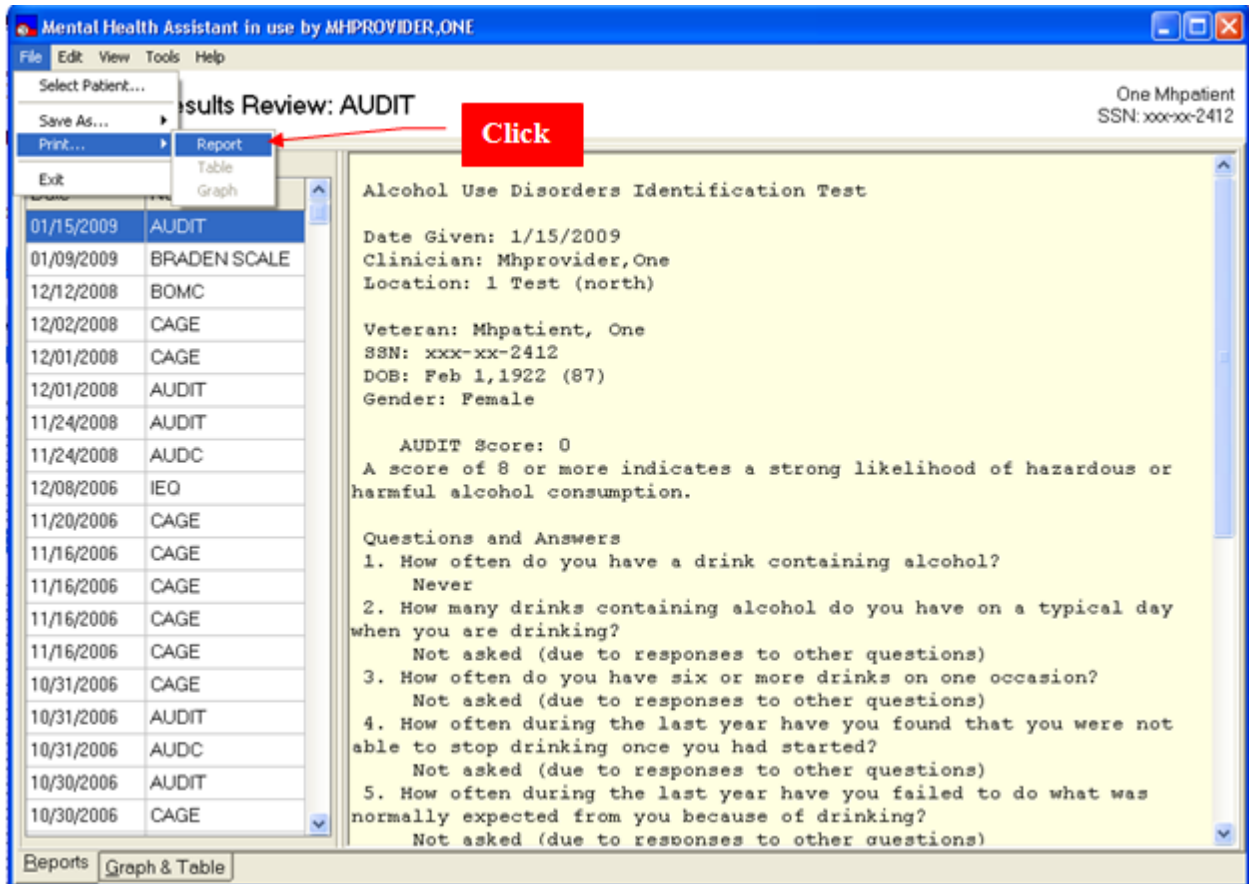 Mental Health Assistant in use by MHPROVIDER,ONE
File Edit View Tools Help
Select Patient...
Save As...
Print...
Exit
Report
Table
Graph
sults Review: AUDIT
One Mhpatient
SSN: xxx-xx-2412
Click
01/15/2009 AUDIT
01/09/2009 BRADEN SCALE
12/12/2008 BOMC
12/02/2008 CAGE
12/01/2008 CAGE
12/01/2008 AUDIT
11/24/2008 AUDIT
11/24/2008 AUDC
12/08/2006 IEQ
11/20/2006 CAGE
11/16/2006 CAGE
11/16/2006 CAGE
11/16/2006 CAGE
11/16/2006 CAGE
10/31/2006 CAGE
10/31/2006 AUDIT
10/31/2006 AUDC
10/30/2006 AUDIT
10/30/2006 CAGE
Alcohol Use Disorders Identification Test
Date Given: 1/15/2009
Clinician: Mhprovider,One
Location: 1 Test (north)
Veteran: Mhpatient, One
SSN: xxx-xx-2412
DOB: Feb 1,1922 (87)
Gender: Female
AUDIT Score: 0
A score of 8 or more indicates a strong likelihood of hazardous or
harmful alcohol consumption.
Questions and Answers
1. How often do you have a drink containing alcohol?
Never
2. How many drinks containing alcohol do you have on a typical day
when you are drinking?
Not asked (due to responses to other questions)
3. How often do you have six or more drinks on one occasion?
Not asked (due to responses to other questions)
4. How often during the last year have you found that you were not
able to stop drinking once you had started?
Not asked (due to responses to other questions)
5. How often during the last year have you failed to do what was
normally expected from you because of drinking?
Not asked (due to responses to other questions)
Reports Graph & Table